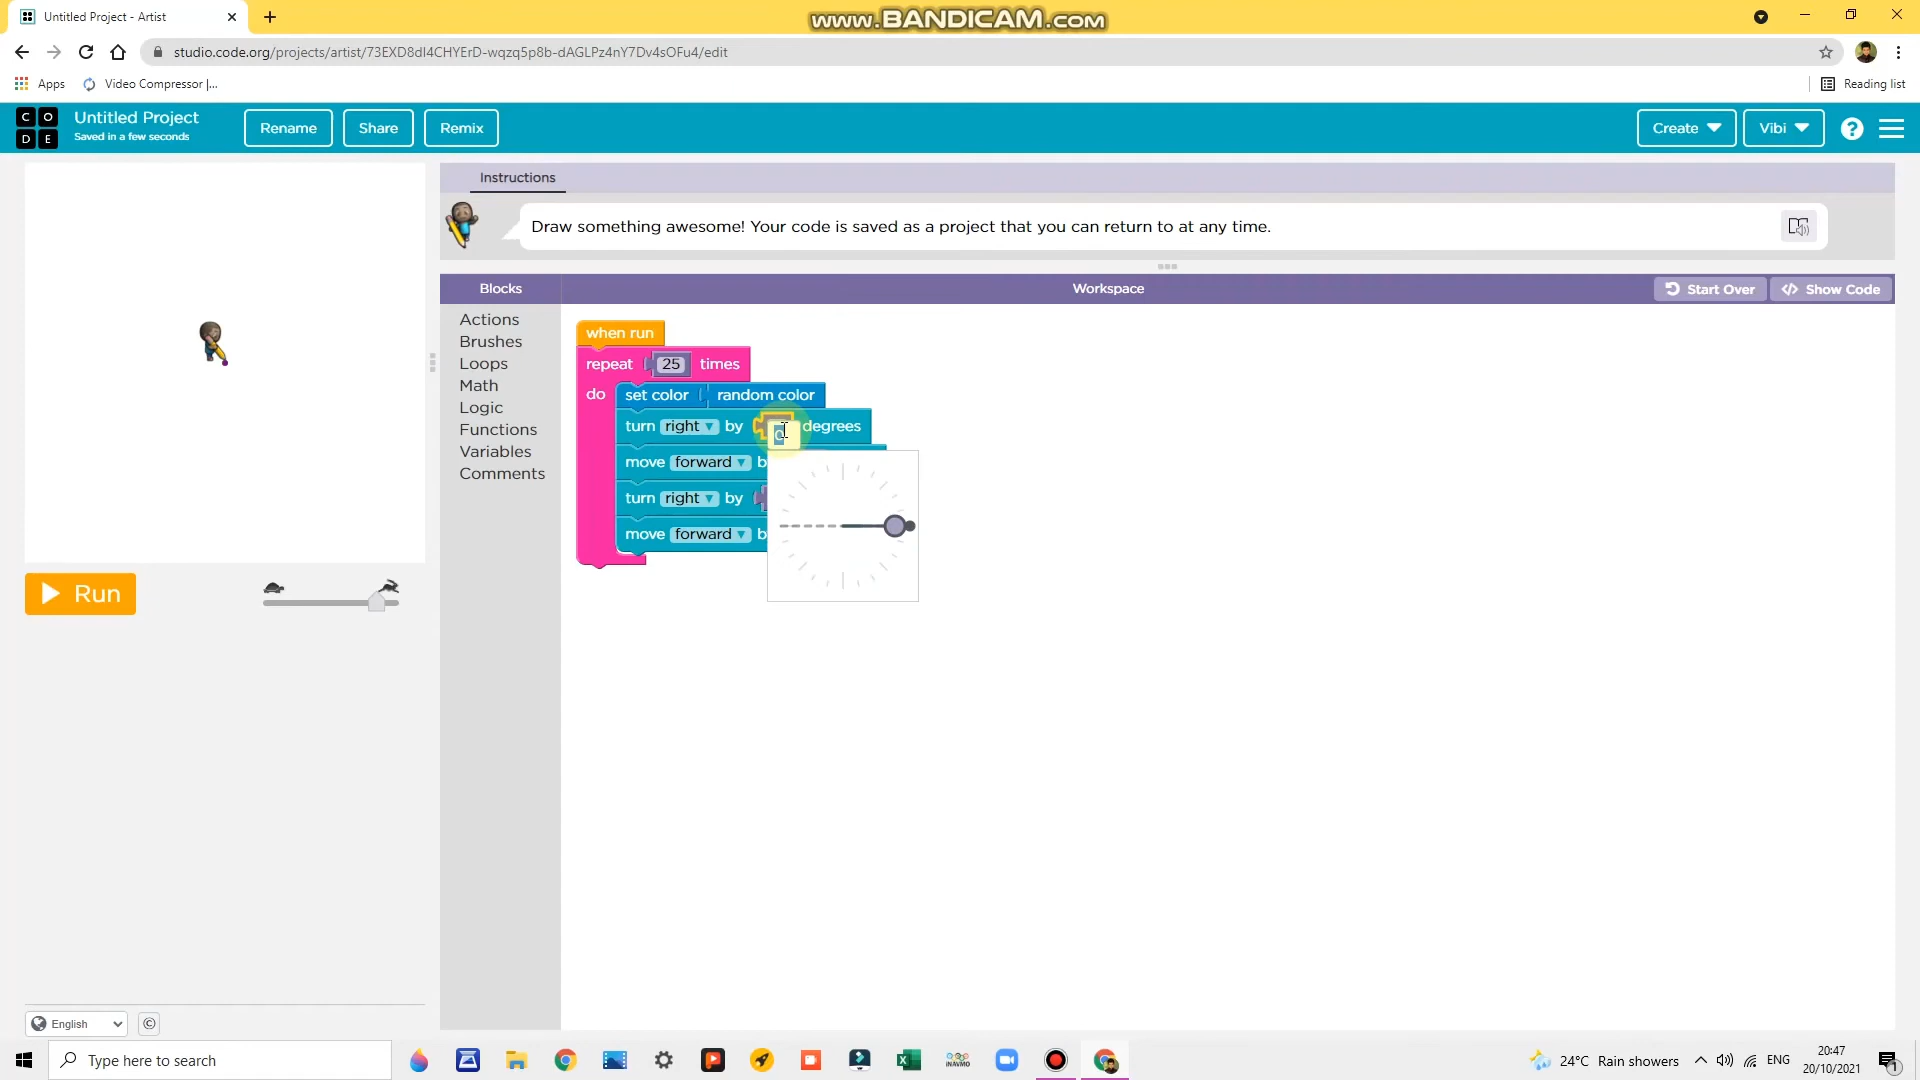 Untitled Project - Artist
www.BANDICAM.com
studio.code.org/projects/artist/73EXD8dI4CHYErD-wqzq5p8b-dAGLPz4nY7Dv4sOFu4/edit
Apps
Video Compressor |...
Reading list
C O
D E
Untitled Project
Saved in a few seconds
Rename
Share
Remix
Create
Vibi
?
Instructions
Draw something awesome! Your code is saved as a project that you can return to at any time.
Blocks
Workspace
Start Over
Show Code
Actions
Brushes
Loops
Math
Logic
Functions
Variables
Comments
when run
repeat 25 times
do set color random color
turn right by 0 degrees
move forward b
turn right by
move forward b
Run
English
©
Type here to search
INAVMO
24°C Rain showers
ENG
20:47
20/10/2021
1